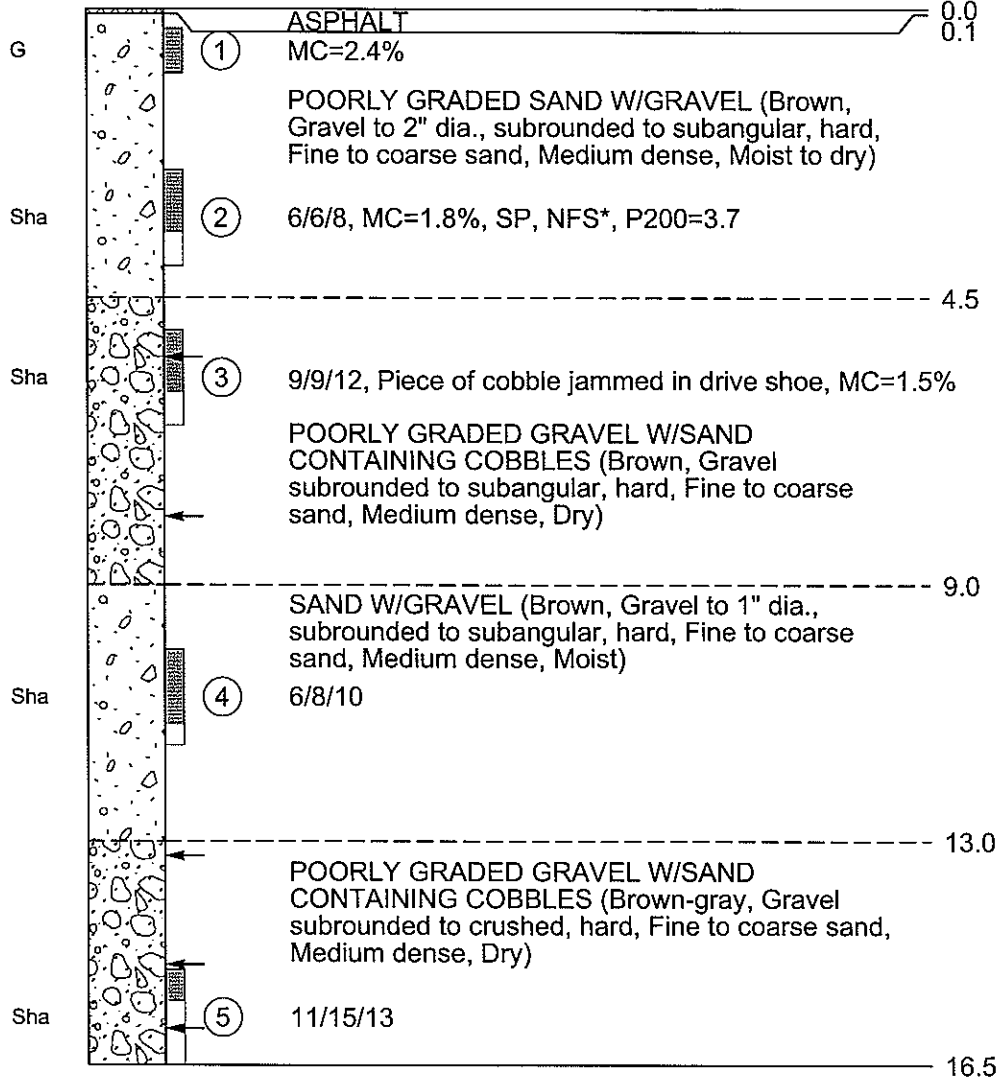 ASPHALT 0.0
0.1
G 1 MC=2.4%
POORLY GRADED SAND W/GRAVEL (Brown,
Gravel to 2" dia., subrounded to subangular, hard,
Fine to coarse sand, Medium dense, Moist to dry)
Sha 2 6/6/8, MC=1.8%, SP, NFS*, P200=3.7
4.5
Sha 3 9/9/12, Piece of cobble jammed in drive shoe, MC=1.5%
POORLY GRADED GRAVEL W/SAND
CONTAINING COBBLES (Brown, Gravel
subrounded to subangular, hard, Fine to coarse
sand, Medium dense, Dry)
9.0
SAND W/GRAVEL (Brown, Gravel to 1" dia.,
subrounded to subangular, hard, Fine to coarse
sand, Medium dense, Moist)
Sha 4 6/8/10
13.0
POORLY GRADED GRAVEL W/SAND
CONTAINING COBBLES (Brown-gray, Gravel
subrounded to crushed, hard, Fine to coarse sand,
Medium dense, Dry)
Sha 5 11/15/13
16.5